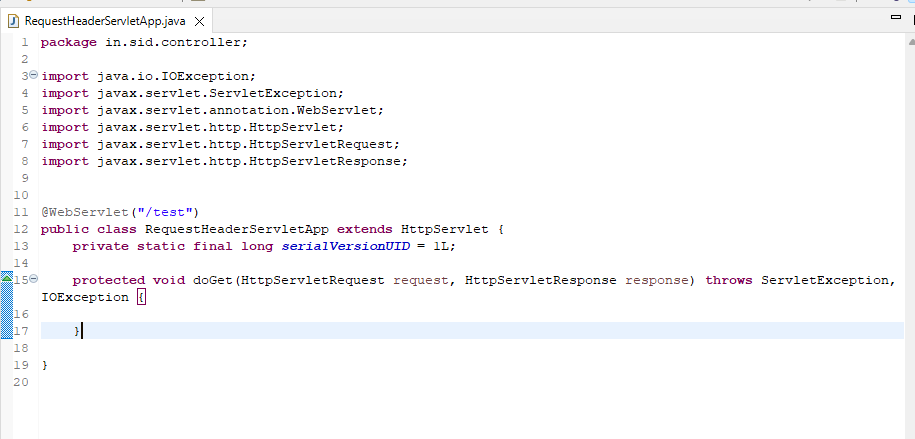 RequestHeaderServletApp.java
1 package in.sid.controller;
2
3 import java.io.IOException;
4 import javax.servlet.ServletException;
5 import javax.servlet.annotation.WebServlet;
6 import javax.servlet.http.HttpServlet;
7 import javax.servlet.http.HttpServletRequest;
8 import javax.servlet.http.HttpServletResponse;
9
10
11 @WebServlet("/test")
12 public class RequestHeaderServletApp extends HttpServlet {
13     private static final long serialVersionUID = 1L;
14
15     protected void doGet(HttpServletRequest request, HttpServletResponse response) throws ServletException,
IOException {
16
17     }
18
19 }
20